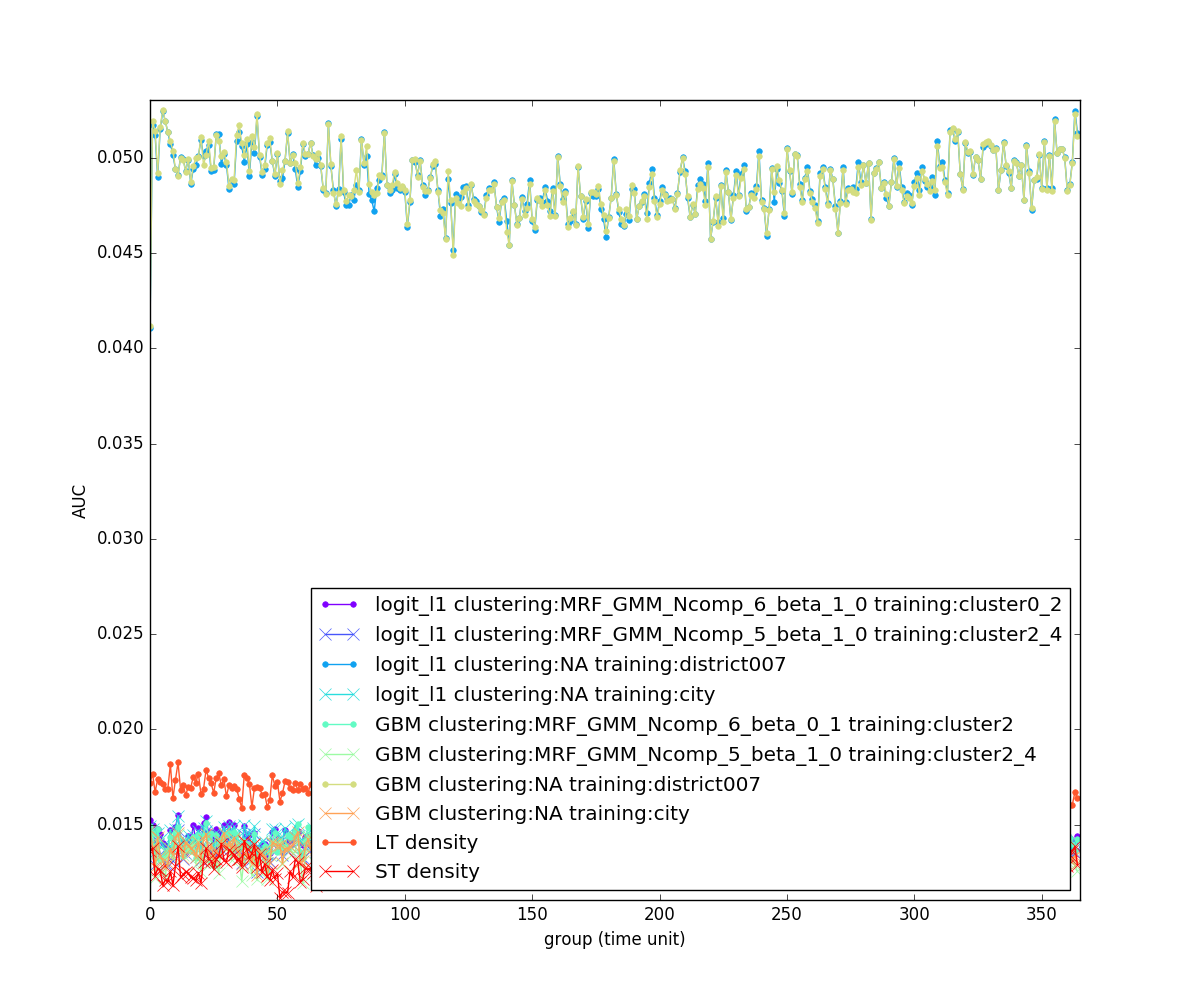 0.050
0.045
0.040
0.035
0.030
0.025
0.020
0.015
AUC
logit_l1 clustering:MRF_GMM_Ncomp_6_beta_1_0 training:cluster0_2
logit_l1 clustering:MRF_GMM_Ncomp_5_beta_1_0 training:cluster2_4
logit_l1 clustering:NA training:district007
logit_l1 clustering:NA training:city
GBM clustering:MRF_GMM_Ncomp_6_beta_0_1 training:cluster2
GBM clustering:MRF_GMM_Ncomp_5_beta_1_0 training:cluster2_4
GBM clustering:NA training:district007
GBM clustering:NA training:city
LT density
ST density
0 50 100 150 200 250 300 350
group (time unit)